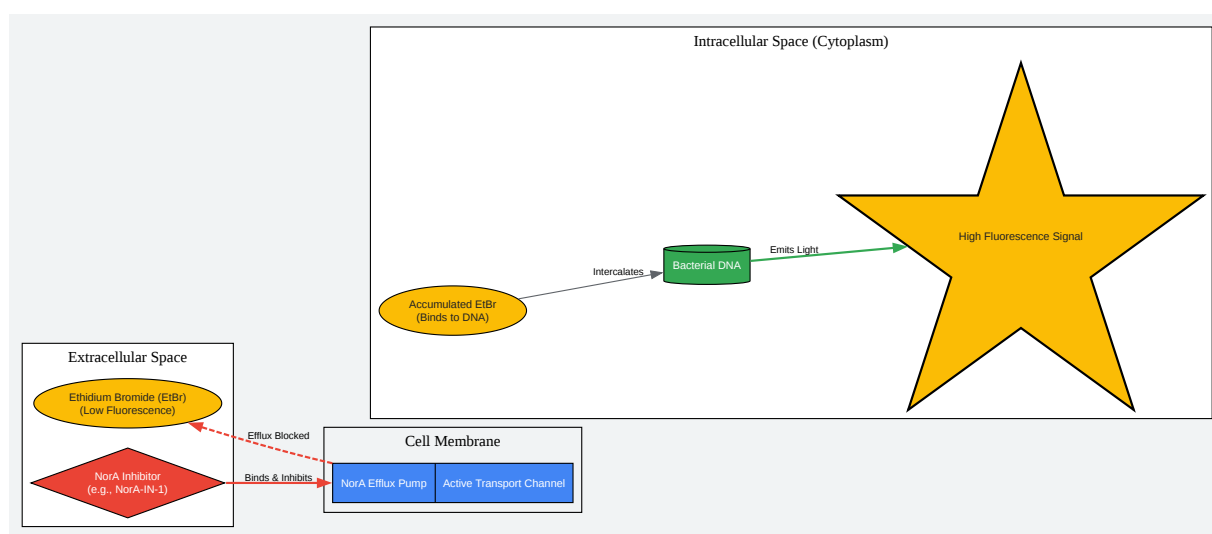 Intracellular Space (Cytoplasm)
High Fluorescence Signal
Emits Light
Bacterial DNA
Intercalates
Accumulated EtBr
(Binds to DNA)
Extracellular Space
Ethidium Bromide (EtBr)
(Low Fluorescence)
Efflux Blocked
Cell Membrane
NorA Inhibitor
(e.g., NorA-IN-1)
Binds & Inhibits
NorA Efflux Pump
Active Transport Channel